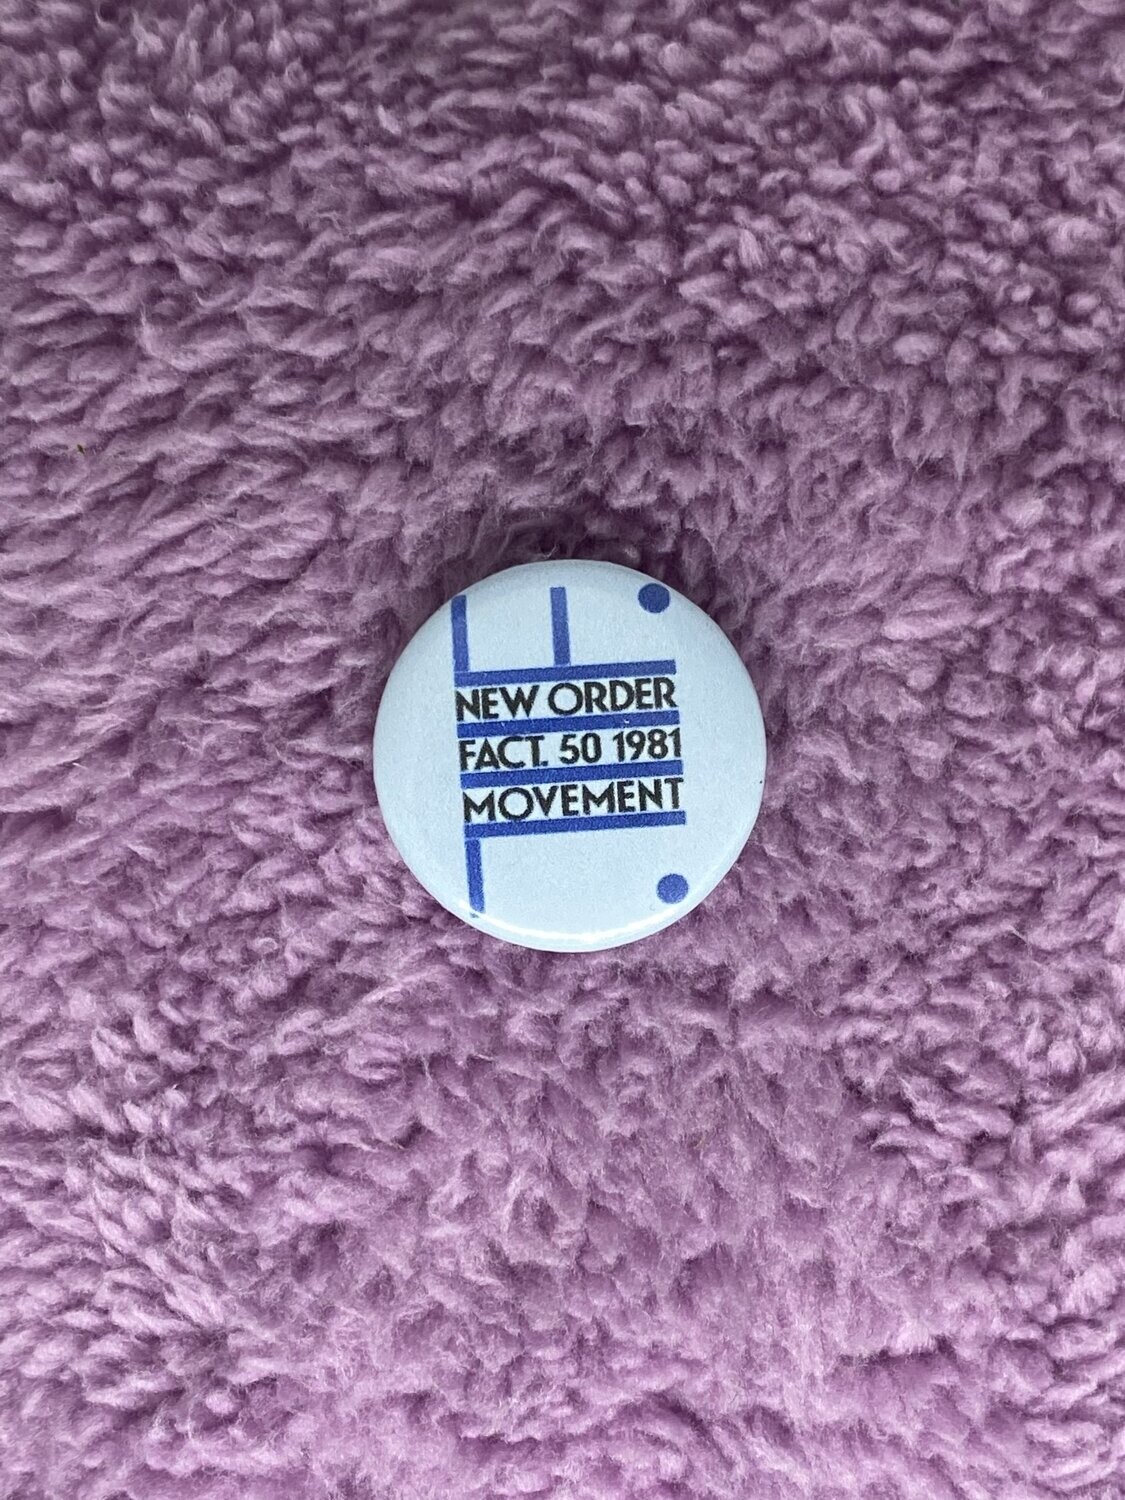 NEW ORDER
FACT. 50 1981
MOVEMENT